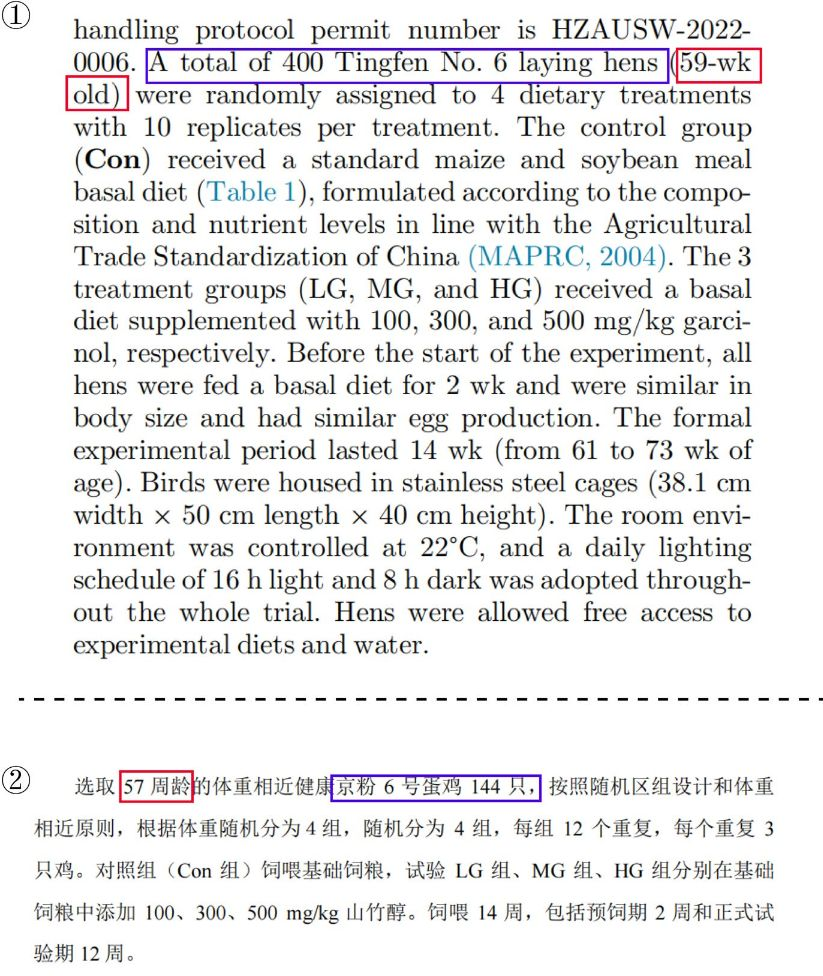 ①
handling protocol permit number is HZAUSW-2022-
0006. A total of 400 Tingfen No. 6 laying hens (59-wk
old) were randomly assigned to 4 dietary treatments
with 10 replicates per treatment. The control group
(Con) received a standard maize and soybean meal
basal diet (Table 1), formulated according to the compo-
sition and nutrient levels in line with the Agricultural
Trade Standardization of China (MAPRC, 2004). The 3
treatment groups (LG, MG, and HG) received a basal
diet supplemented with 100, 300, and 500 mg/kg garci-
nol, respectively. Before the start of the experiment, all
hens were fed a basal diet for 2 wk and were similar in
body size and had similar egg production. The formal
experimental period lasted 14 wk (from 61 to 73 wk of
age). Birds were housed in stainless steel cages (38.1 cm
width × 50 cm length × 40 cm height). The room envi-
ronment was controlled at 22°C, and a daily lighting
schedule of 16 h light and 8 h dark was adopted through-
out the whole trial. Hens were allowed free access to
experimental diets and water.
②
选取 57 周龄的体重相近健康京粉 6 号蛋鸡 144 只，按照随机区组设计和体重
相近原则，根据体重随机分为 4 组，随机分为 4 组，每组 12 个重复，每个重复 3
只鸡。对照组（Con 组）饲喂基础饲粮，试验 LG 组、MG 组、HG 组分别在基础
饲粮中添加 100、300、500 mg/kg 山竹醇。饲喂 14 周，包括预饲期 2 周和正式试
验期 12 周。